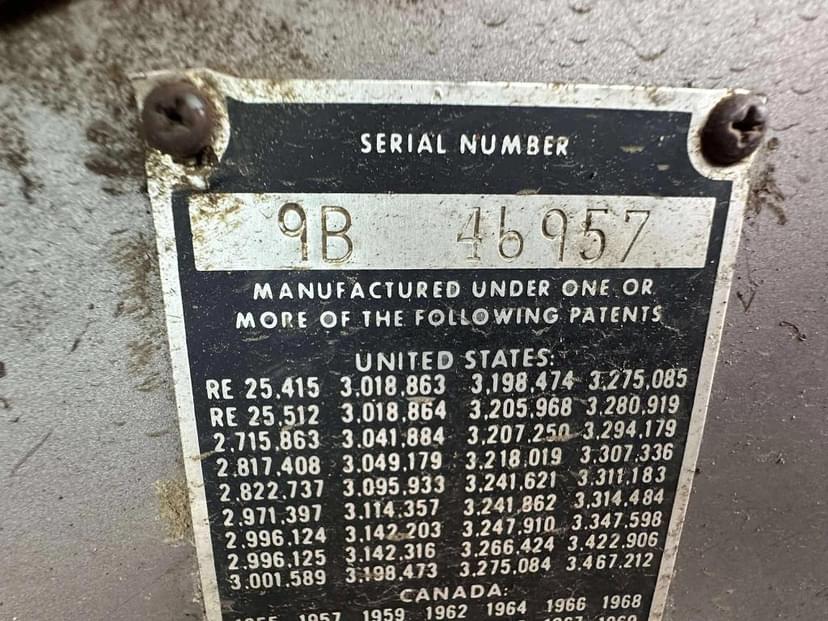 SERIAL NUMBER
9B 46957
MANUFACTURED UNDER ONE OR
MORE OF THE FOLLOWING PATENTS
UNITED STATES:
RE 25,415 3,018,863 3,198,474 3,275,085
RE 25,512 3,018,864 3,205,968 3,280,919
2,715,863 3,041,884 3,207,250 3,294,179
2,817,408 3,049,179 3,218,019 3,307,336
2,822,737 3,095,933 3,241,621 3,311,183
2,971,397 3,114,357 3,241,862 3,314,484
2,996,124 3,142,203 3,247,910 3,347,598
2,996,125 3,142,316 3,266,424 3,422,906
3,001,589 3,198,473 3,275,084 3,467,212
CANADA:
1957 1959 1962 1964 1966 1968